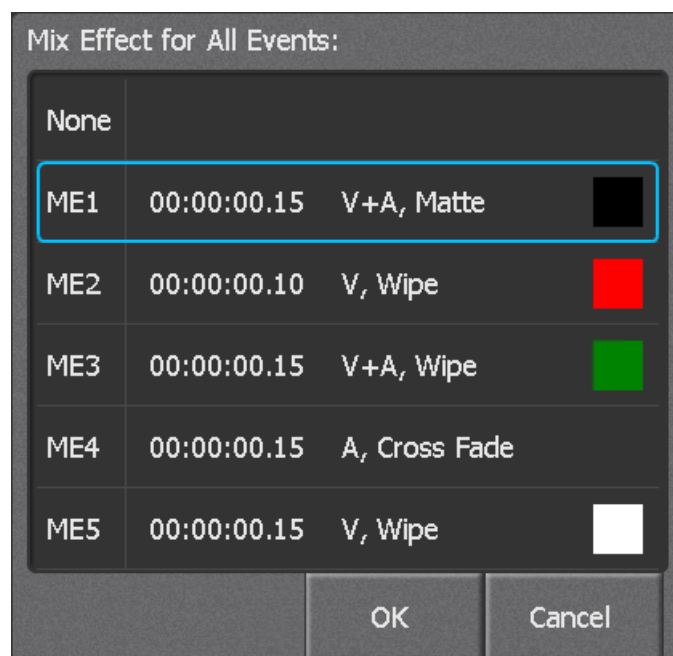 Mix Effect for All Events:
None
ME1 00:00:00.15 V+A, Matte
ME2 00:00:00.10 V, Wipe
ME3 00:00:00.15 V+A, Wipe
ME4 00:00:00.15 A, Cross Fade
ME5 00:00:00.15 V, Wipe
OK Cancel